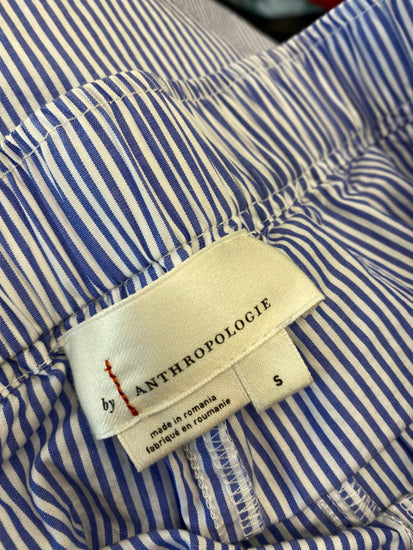 by ANTHROPOLOGIE
S
made in romania
fabriqué en roumanie